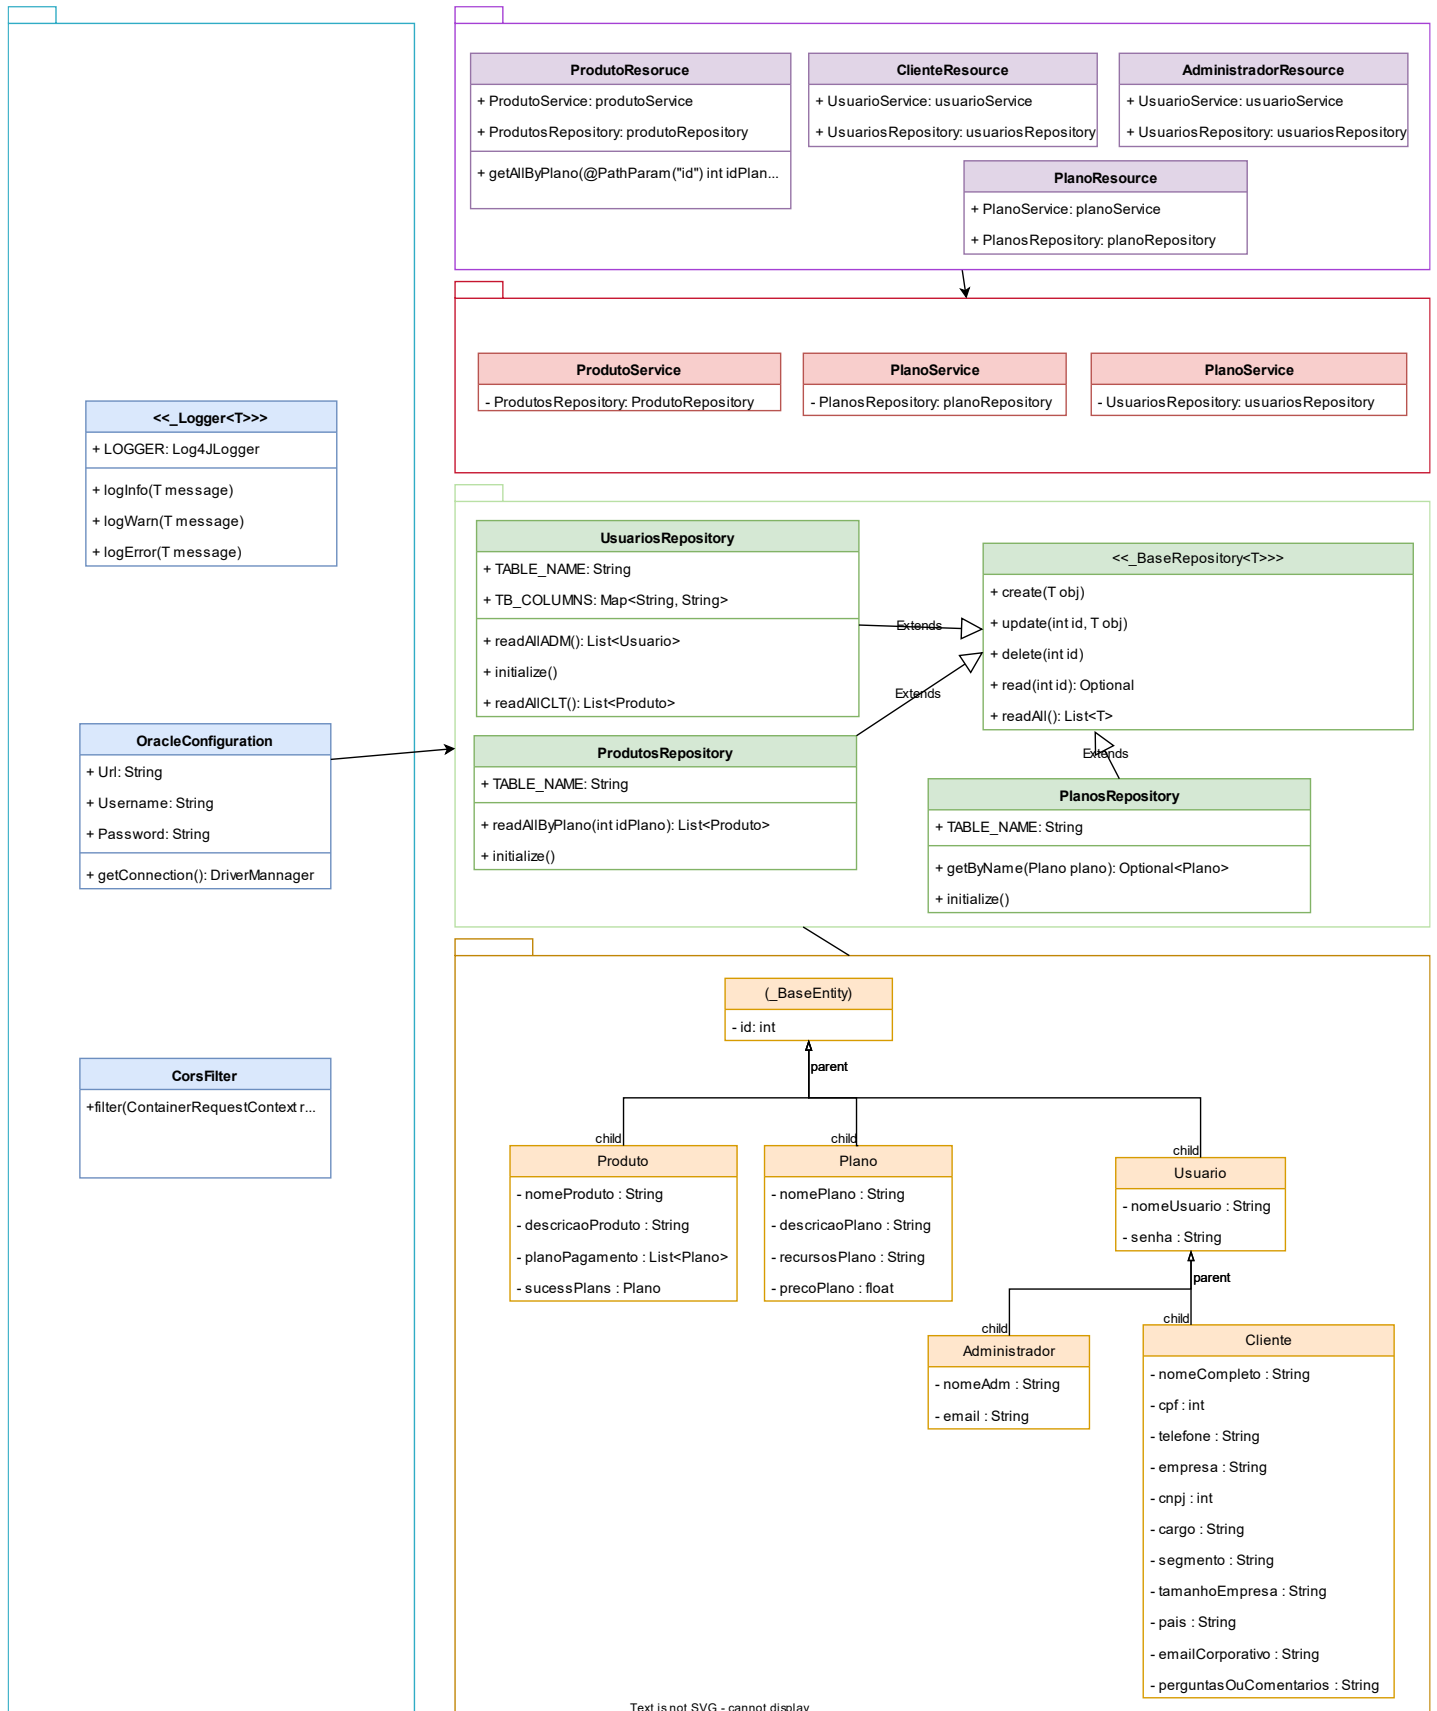 ProdutoResoruce
+ ProdutoService: produtoService
+ ProdutosRepository: produtoRepository
+ getAllByPlano(@PathParam("id") int idPlan...
ClienteResource
+ UsuarioService: usuarioService
+ UsuariosRepository: usuariosRepository
AdministradorResource
+ UsuarioService: usuarioService
+ UsuariosRepository: usuariosRepository
PlanoResource
+ PlanoService: planoService
+ PlanosRepository: planoRepository
ProdutoService
- ProdutosRepository: ProdutoRepository
PlanoService
- PlanosRepository: planoRepository
PlanoService
- UsuariosRepository: usuariosRepository
<<_Logger<T>>>
+ LOGGER: Log4JLogger
+ logInfo(T message)
+ logWarn(T message)
+ logError(T message)
UsuariosRepository
+ TABLE_NAME: String
+ TB_COLUMNS: Map<String, String>
+ readAllADM(): List<Usuario>
+ initialize()
+ readAllCLT(): List<Produto>
Extends
<<_BaseRepository<T>>>
+ create(T obj)
+ update(int id, T obj)
+ delete(int id)
+ read(int id): Optional
+ readAll(): List<T>
Extends
Extends
OracleConfiguration
+ Url: String
+ Username: String
+ Password: String
+ getConnection(): DriverMannager
ProdutosRepository
+ TABLE_NAME: String
+ readAllByPlano(int idPlano): List<Produto>
+ initialize()
PlanosRepository
+ TABLE_NAME: String
+ getByName(Plano plano): Optional<Plano>
+ initialize()
CorsFilter
+filter(ContainerRequestContext r...
(_BaseEntity)
- id: int
parent
child
child
child
Produto
- nomeProduto : String
- descricaoProduto : String
- planoPagamento : List<Plano>
- sucessPlans : Plano
Plano
- nomePlano : String
- descricaoPlano : String
- recursosPlano : String
- precoPlano : float
Usuario
- nomeUsuario : String
- senha : String
parent
child
child
Administrador
- nomeAdm : String
- email : String
Cliente
- nomeCompleto : String
- cpf : int
- telefone : String
- empresa : String
- cnpj : int
- cargo : String
- segmento : String
- tamanhoEmpresa : String
- pais : String
- emailCorporativo : String
- perguntasOuComentarios : String
Text is not SVG - cannot display